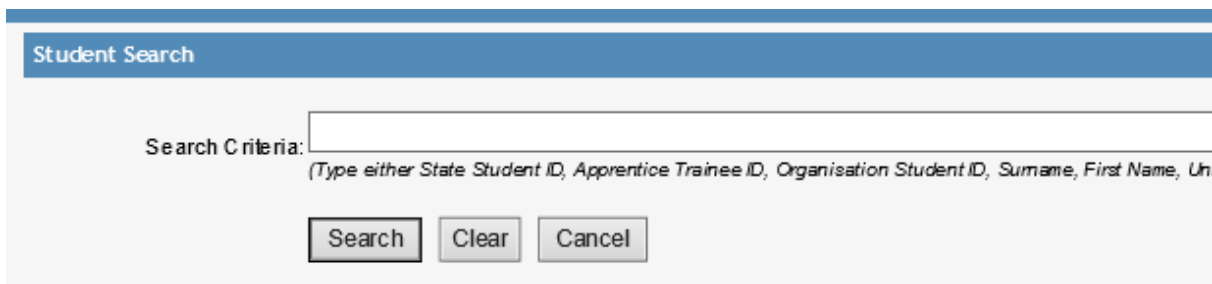 Student Search
Search Criteria:
(Type either State Student ID, Apprentice Trainee ID, Organisation Student ID, Surname, First Name,
Search Clear Cancel